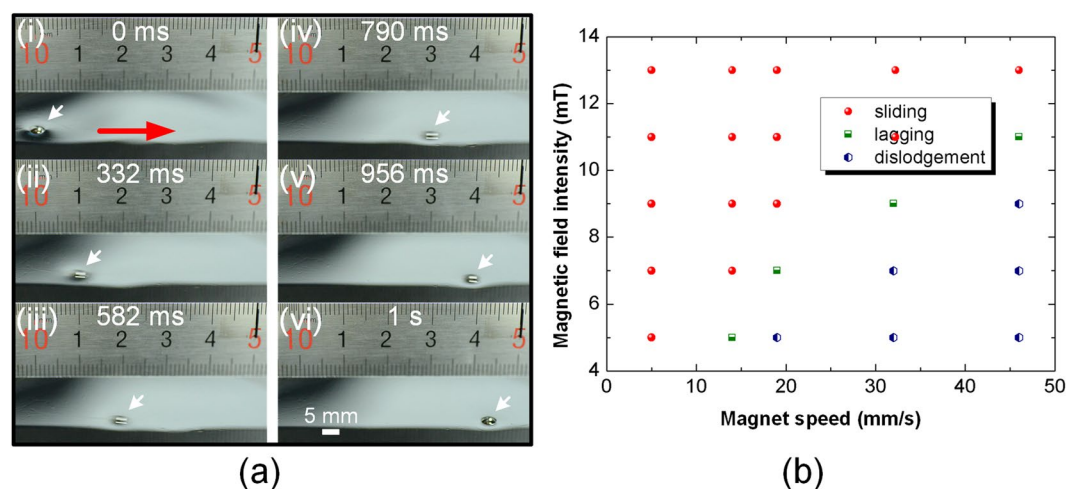 (i) 0 ms
10 1 2 3 4 5
(ii) 332 ms
10 1 2 3 4 5
(iii) 582 ms
10 1 2 3 4 5
5 mm
(iv) 790 ms
10 1 2 3 4 5
(v) 956 ms
10 1 2 3 4 5
(vi) 1 s
10 1 2 3 4 5
(a)
Magnetic field intensity (mT)
14
12
10
8
6
4
sliding
lagging
dislodgement
0 10 20 30 40 50
Magnet speed (mm/s)
(b)